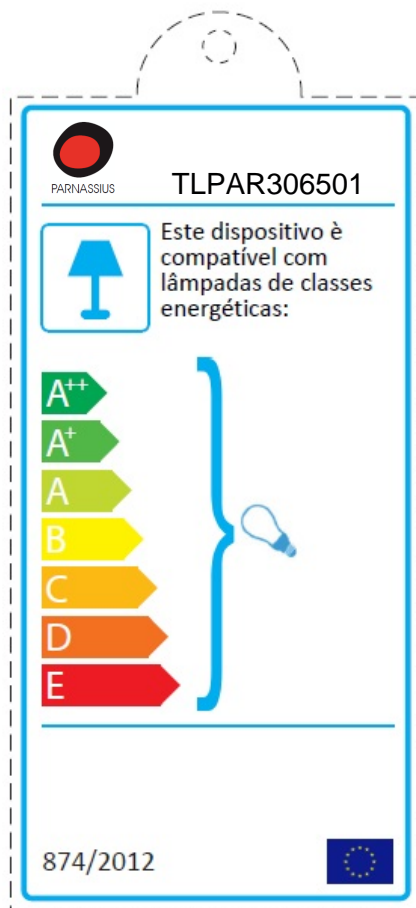 PARNASSIUS
TLPAR306501
Este dispositivo è
compatível com
lâmpadas de classes
energéticas:
A++
A+
A
B
C
D
E
874/2012